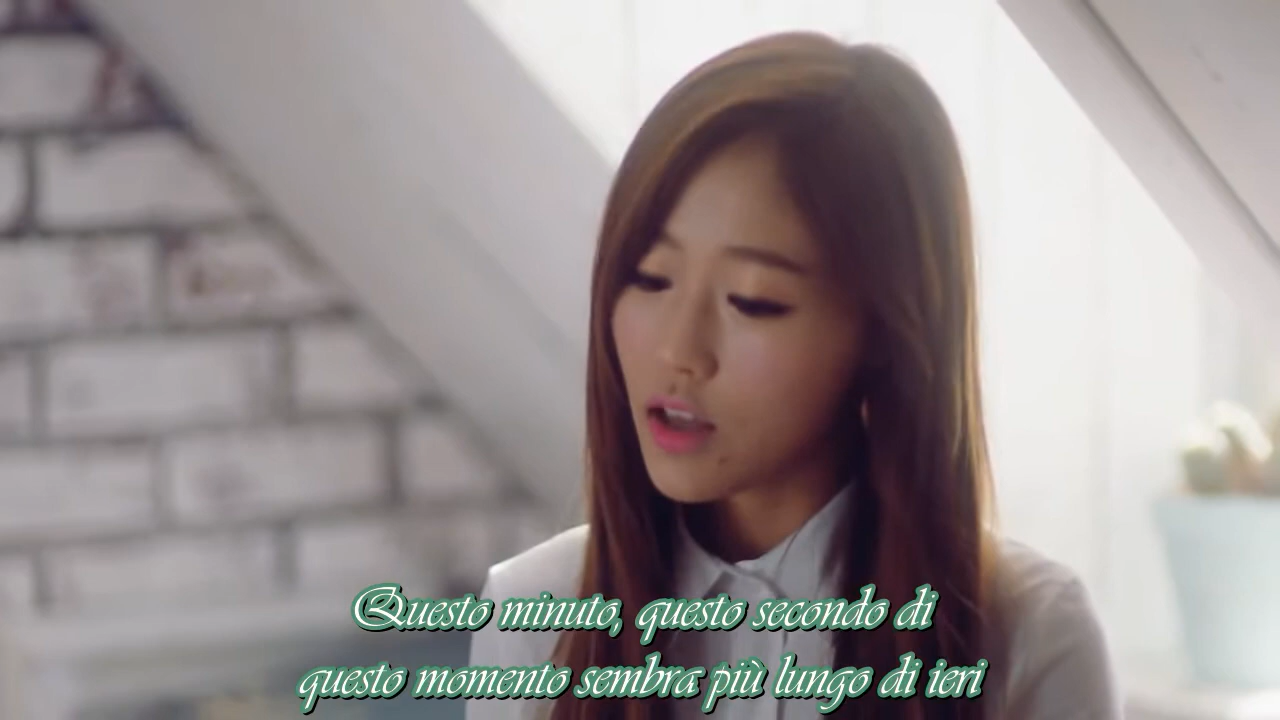 Questo minuto, questo secondo di
questo momento sembra più lungo di ieri